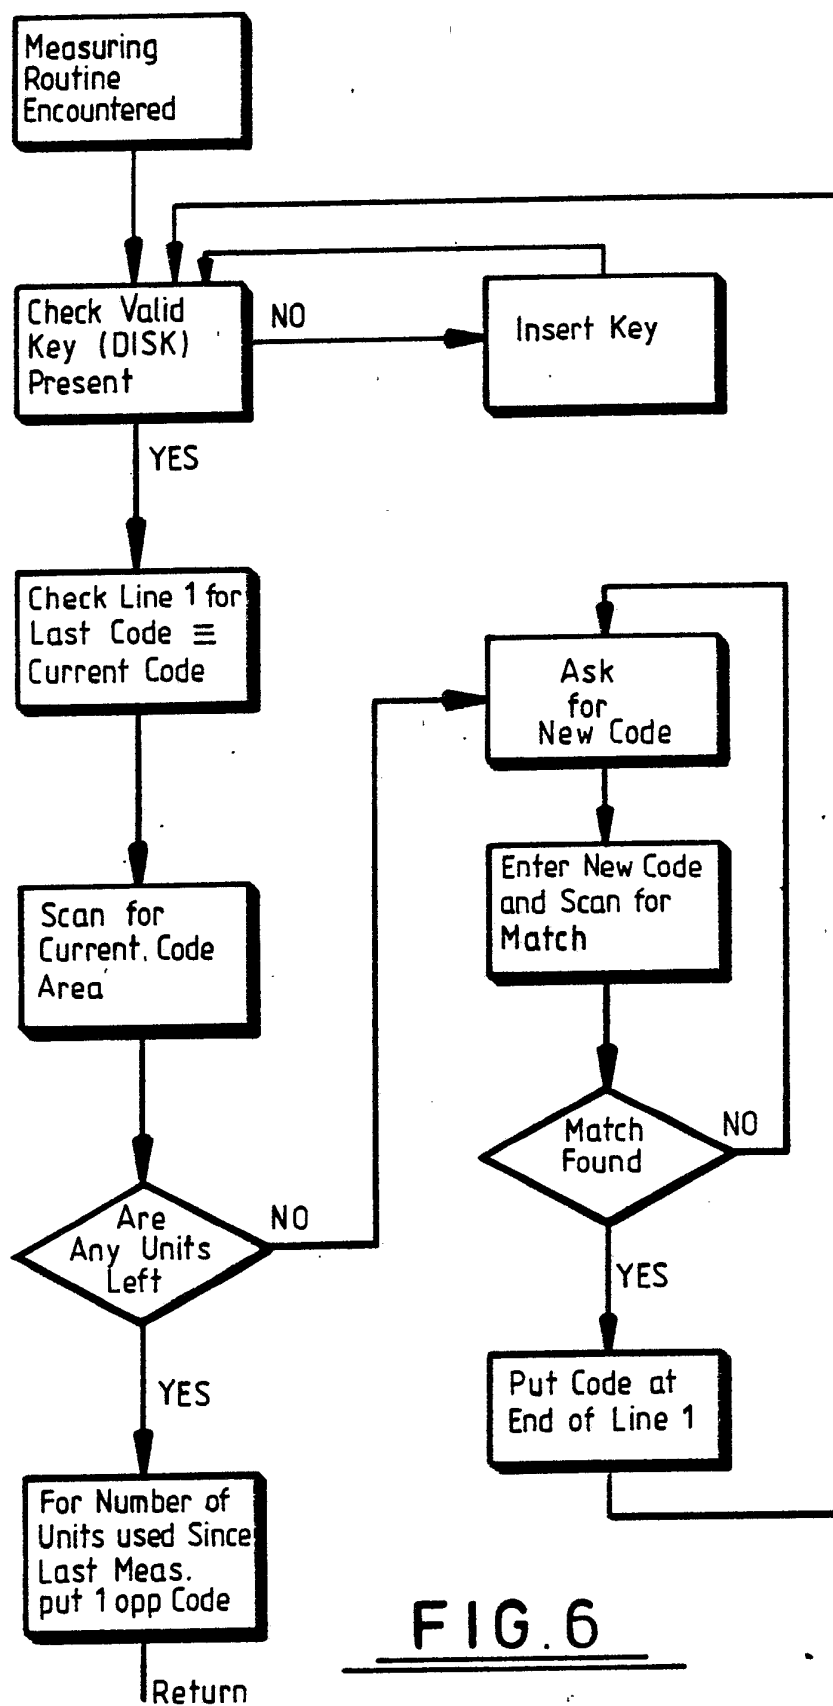 Measuring
Routine
Encountered
Check Valid
Key (DISK)
Present
NO
Insert Key
YES
Check Line 1 for
Last Code ≡
Current Code
Scan for
Current Code
Area
Are
Any Units
Left
NO
YES
For Number of
Units used Since
Last Meas.
put 1 opp Code
Return
Ask
for
New Code
Enter New Code
and Scan for
Match
Match
Found
NO
YES
Put Code at
End of Line 1
FIG.6